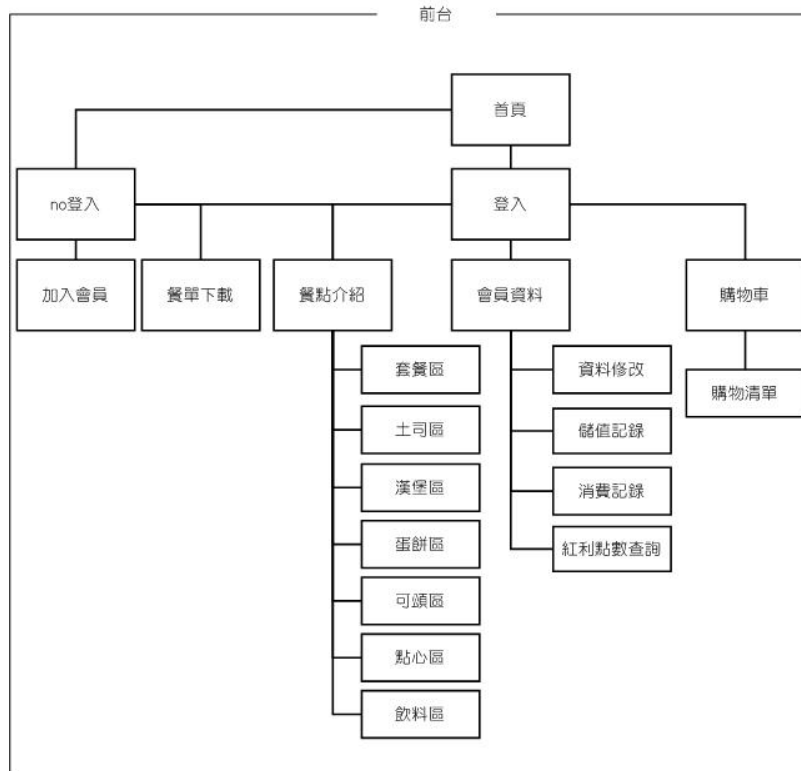 前台
首頁
no登入
登入
加入會員
餐單下載
餐點介紹
會員資料
購物車
套餐區
資料修改
購物清單
土司區
儲值記錄
漢堡區
消費記錄
蛋餅區
紅利點數查詢
可頌區
點心區
飲料區